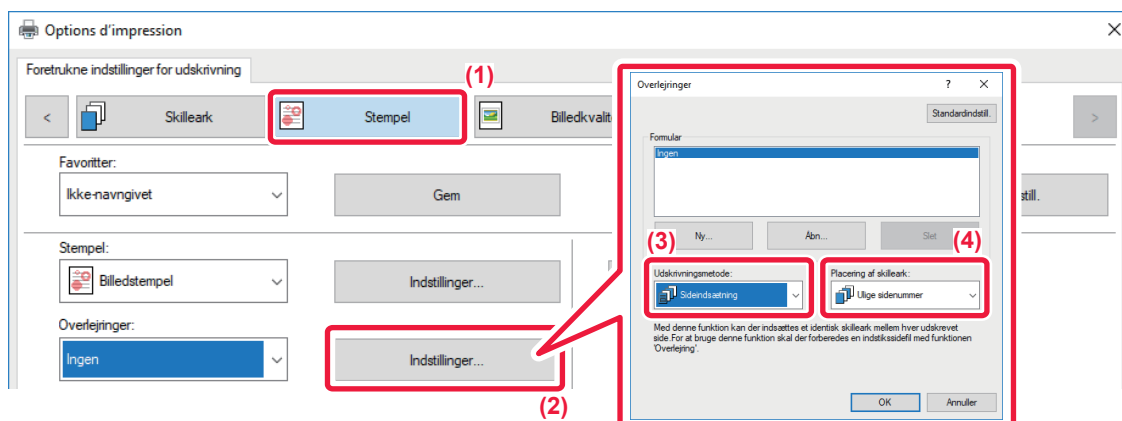 Options d'impression
Foretrukne indstillinger for udskrivning
(1)
<
Skilleark
Stempel
Billedkvalit
>
Favoritter:
Ikke-navngivet
Gem
still.
Stempel:
Billedstempel
Indstillinger...
Overlejringer:
Ingen
Indstillinger...
(2)
Overlejringer
?
Standardindstill.
Formular
Ingen
Ny...
Åbn...
Slet
(3)
(4)
Udskrivningsmetode:
Sideindsætning
Placering af skilleark:
Ulige sidenummer
Med denne funktion kan der indsættes et identisk skilleark mellem hver udskrevet
side.For at bruge denne funktion skal der forberedes en indstikssidefil med funktionen
'Overlejring'.
OK
Annuller